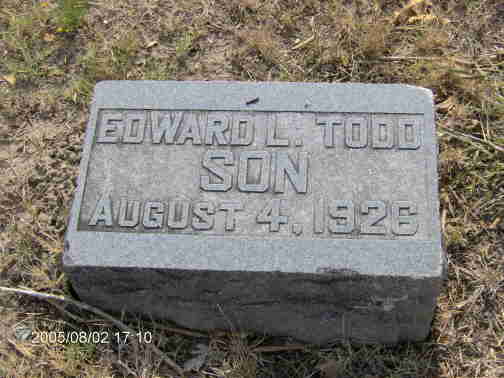 EDWARD L. TODD
SON
AUGUST 4, 1926
2005/08/02 17:10